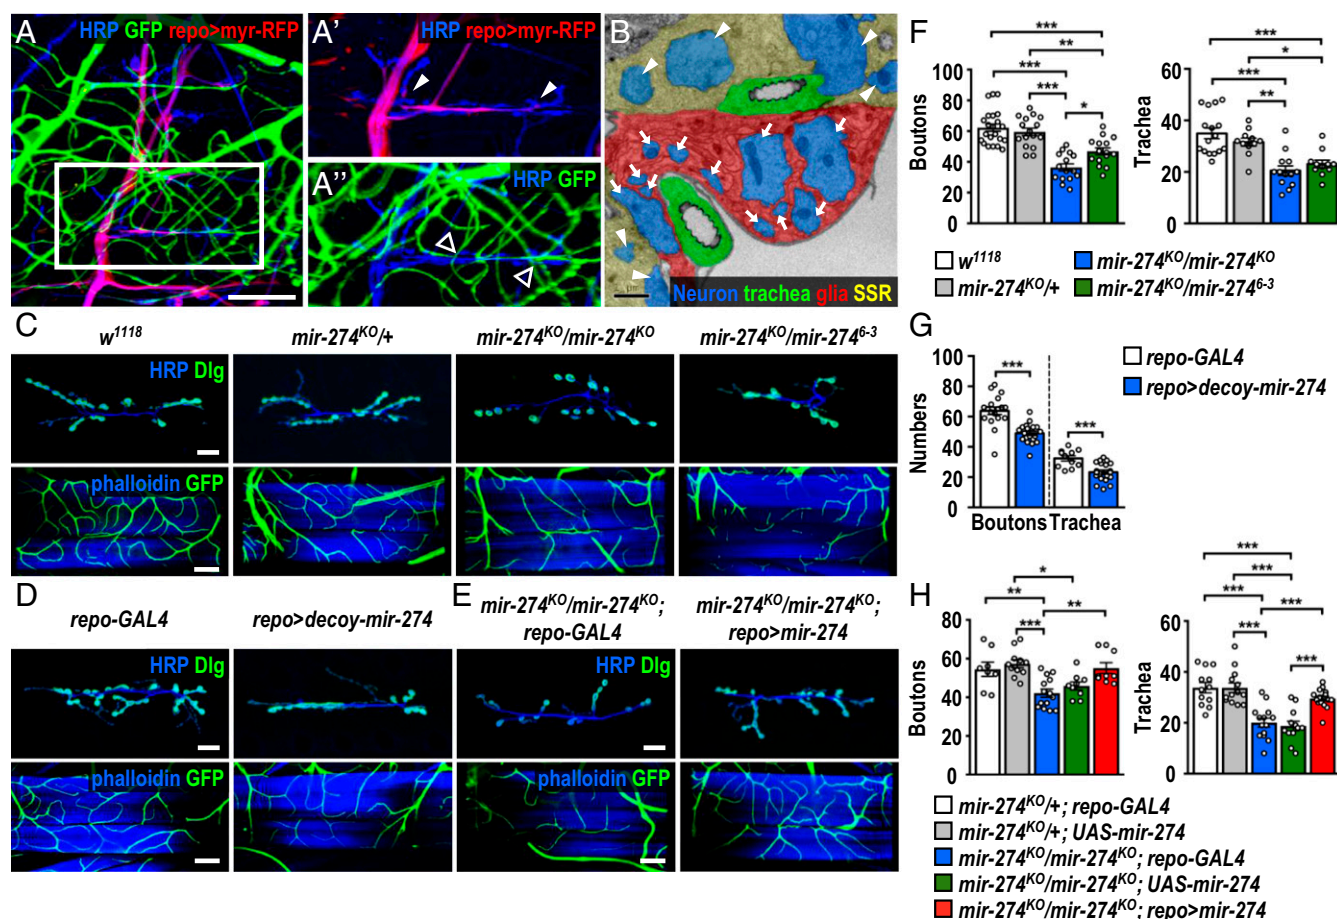 A
HRP GFP repo>myr-RFP
A'
HRP repo>myr-RFP
A''
HRP GFP
B
Neuron trachea glia SSR
C
w1118
mir-274KO/+
mir-274KO/mir-274KO
mir-274KO/mir-2746-3
HRP Dlg
phalloidin GFP
D
repo-GAL4
repo>decoy-mir-274
HRP Dlg
phalloidin GFP
E
mir-274KO/mir-274KO;
repo-GAL4
mir-274KO/mir-274KO;
repo>mir-274
HRP Dlg
phalloidin GFP
F
Boutons
100
80
60
40
20
0
***
**
***
***
*
Trachea
60
40
20
0
***
*
***
**
w1118
mir-274KO/+
mir-274KO/mir-274KO
mir-274KO/mir-2746-3
G
Numbers
100
80
60
40
20
0
***
***
Boutons
Trachea
repo-GAL4
repo>decoy-mir-274
H
Boutons
80
60
40
20
0
*
**
**
***
Trachea
60
40
20
0
***
***
***
***
***
***
mir-274KO/+; repo-GAL4
mir-274KO/+; UAS-mir-274
mir-274KO/mir-274KO; repo-GAL4
mir-274KO/mir-274KO; UAS-mir-274
mir-274KO/mir-274KO; repo>mir-274